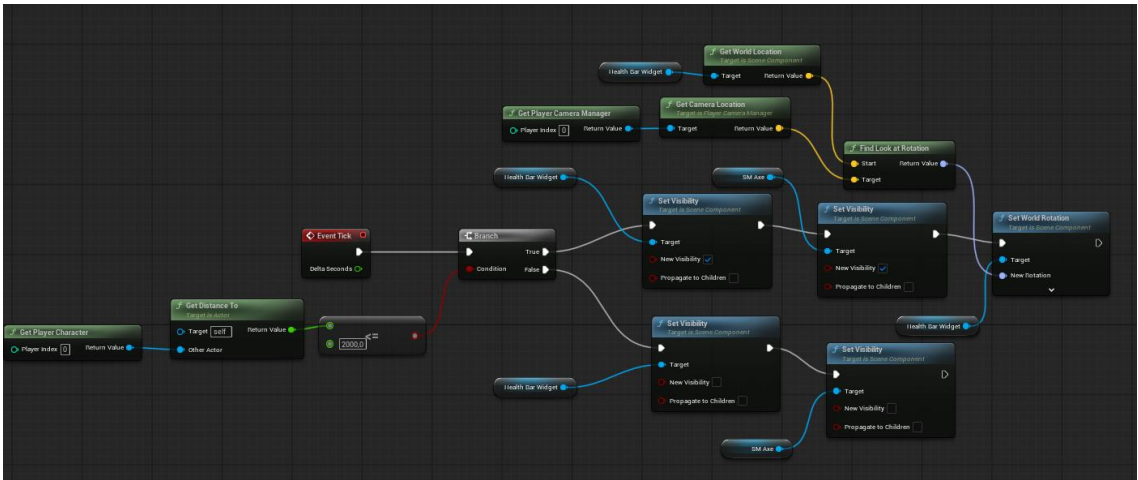 Get World Location
Target is Scene Component
Health Bar Widget
Target
Return Value
Get Player Camera Manager
Player Index 0
Return Value
Get Camera Location
Target is Player Camera Manager
Target
Return Value
Find Look at Rotation
Start
Return Value
Target
Health Bar Widget
SM Axe
Set Visibility
Target is Scene Component
Target
New Visibility
Propagate to Children
Set Visibility
Target is Scene Component
Target
New Visibility
Propagate to Children
Set World Rotation
Target is Scene Component
Target
New Rotation
Health Bar Widget
Event Tick
Delta Seconds
Branch
True
Condition
False
Get Distance To
Target is Actor
Target self
Return Value
Other Actor
Get Player Character
Player Index 0
Return Value
2000,0
<=
Set Visibility
Target is Scene Component
Target
New Visibility
Propagate to Children
Health Bar Widget
Set Visibility
Target is Scene Component
Target
New Visibility
Propagate to Children
SM Axe